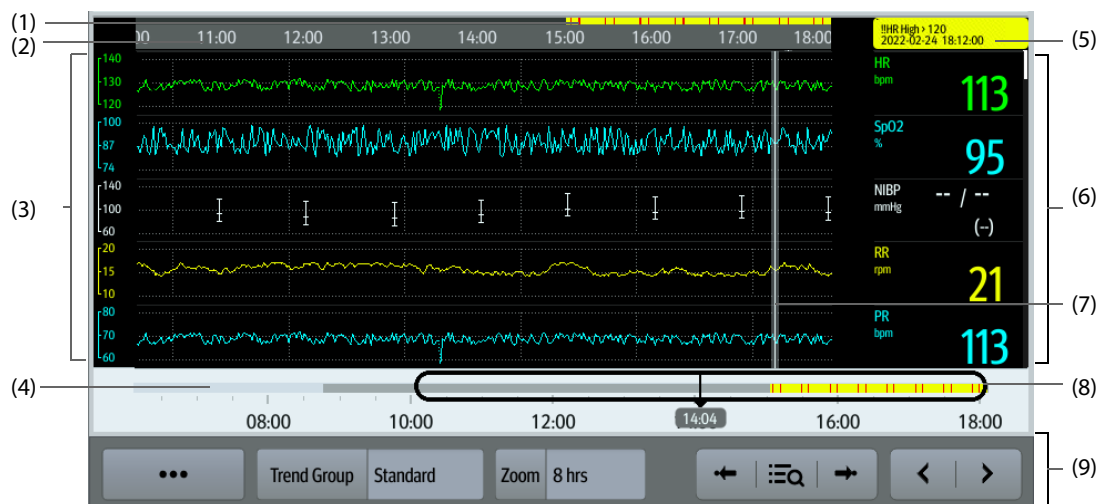 (1)
(2) 00 11:00 12:00 13:00 14:00 15:00 16:00 17:00 18:00
!!HR High > 120
2022-02-24 18:12:00 (5)
140
130
120
HR
bpm
113
100
87
74
SpO2
%
95
(3)
140
100
60
NIBP
mmHg
-- / --
(--)
(6)
20
15
10
RR
rpm
21
(7)
80
70
60
PR
bpm
113
(4) (8)
14:04
08:00 10:00 12:00 16:00 18:00
••• Trend Group Standard Zoom 8 hrs (9)